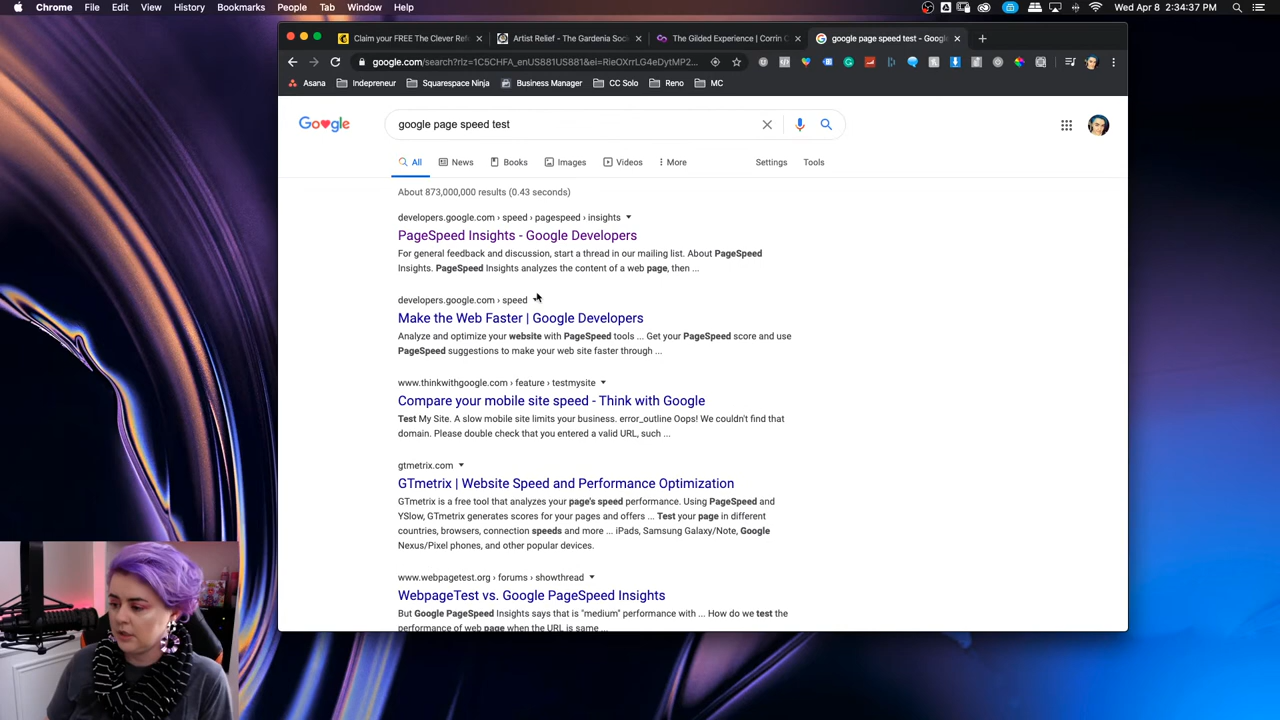 Chrome File Edit View History Bookmarks People Tab Window Help Wed Apr 8 2:34:37 PM
Claim your FREE The Clever Ref Artist Relief - The Gardenia Soc The Gilded Experience | Corrin C google page speed test - Googl
google.com/search?rlz=1C5CHFA_enUS881US881&ei=RieOXrrLG4eDytMP2...
Asana Indepreneur Squarespace Ninja Business Manager CC Solo Reno MC
google page speed test
All News Books Images Videos More Settings Tools
About 873,000,000 results (0.43 seconds)
developers.google.com › speed › pagespeed › insights
PageSpeed Insights - Google Developers
For general feedback and discussion, start a thread in our mailing list. About PageSpeed
Insights. PageSpeed Insights analyzes the content of a web page, then ...
developers.google.com › speed
Make the Web Faster | Google Developers
Analyze and optimize your website with PageSpeed tools ... Get your PageSpeed score and use
PageSpeed suggestions to make your web site faster through ...
www.thinkwithgoogle.com › feature › testmysite
Compare your mobile site speed - Think with Google
Test My Site. A slow mobile site limits your business. error_outline Oops! We couldn't find that
domain. Please double check that you entered a valid URL, such ...
gtmetrix.com
GTmetrix | Website Speed and Performance Optimization
GTmetrix is a free tool that analyzes your page's speed performance. Using PageSpeed and
YSlow, GTmetrix generates scores for your pages and offers ... Test your page in different
countries, browsers, connection speeds and more ... iPads, Samsung Galaxy/Note, Google
Nexus/Pixel phones, and other popular devices.
www.webpagetest.org › forums › showthread
WebpageTest vs. Google PageSpeed Insights
But Google PageSpeed Insights says that is "medium" performance with ... How do we test the
performance of web page when the URL is same ...